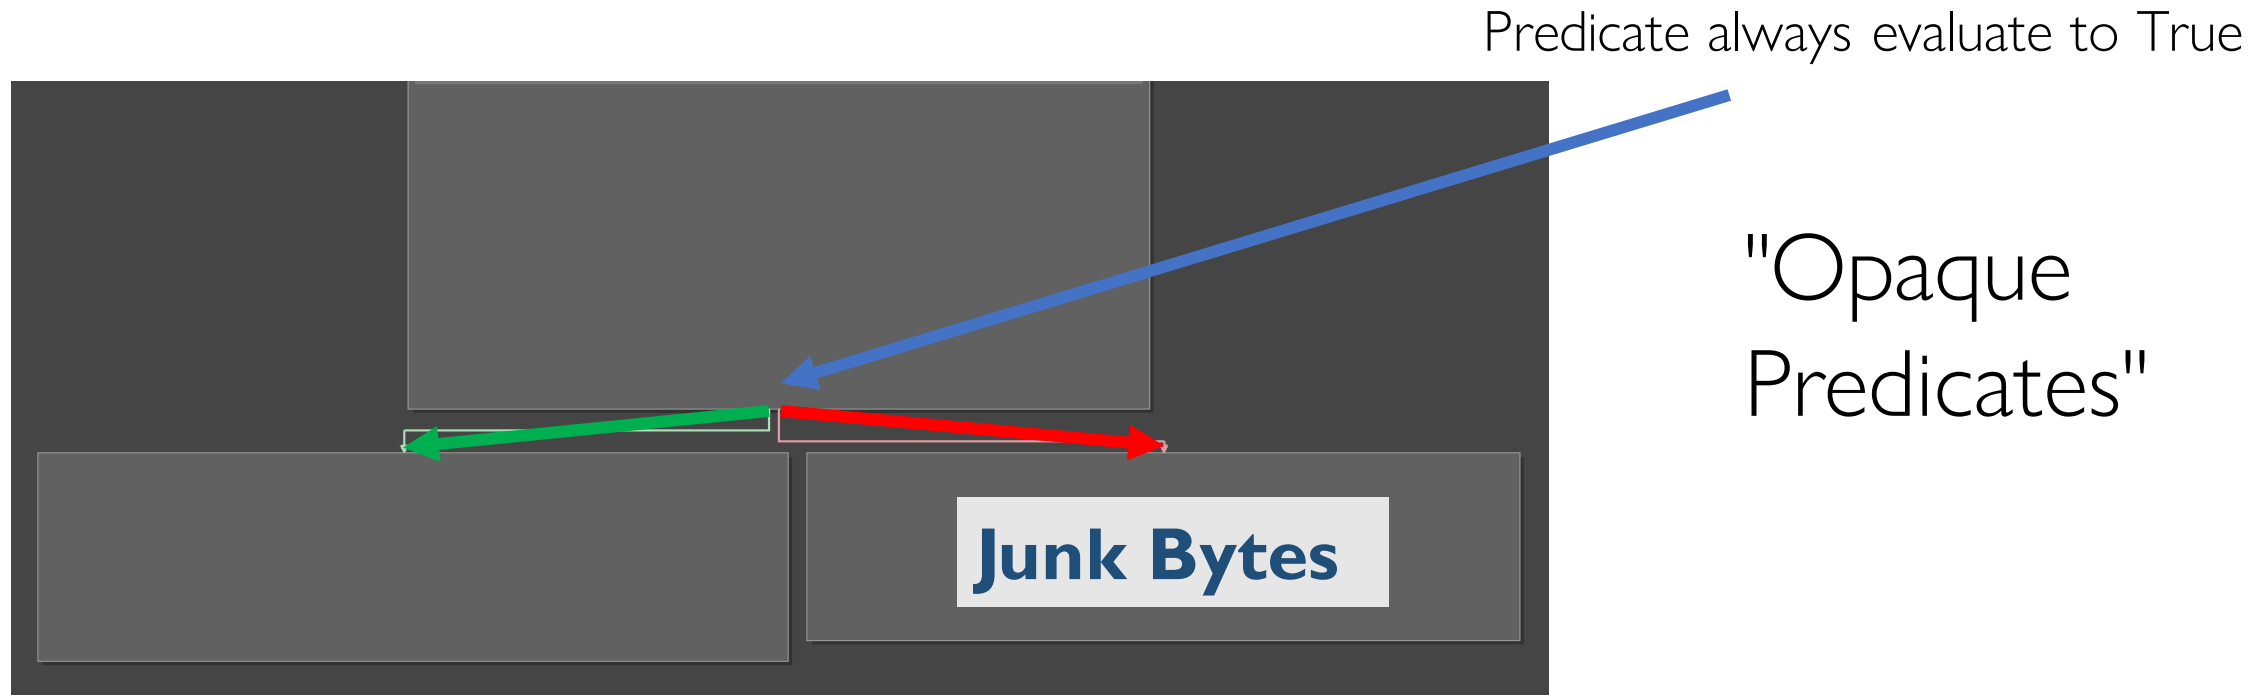 Predicate always evaluate to True
"Opaque
Predicates"
Junk Bytes